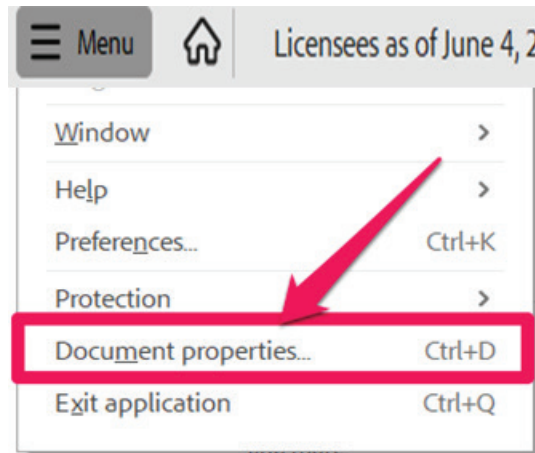 Menu Licensees as of June 4, 2
Window
Help
Preferences... Ctrl+K
Protection
Document properties... Ctrl+D
Exit application Ctrl+Q